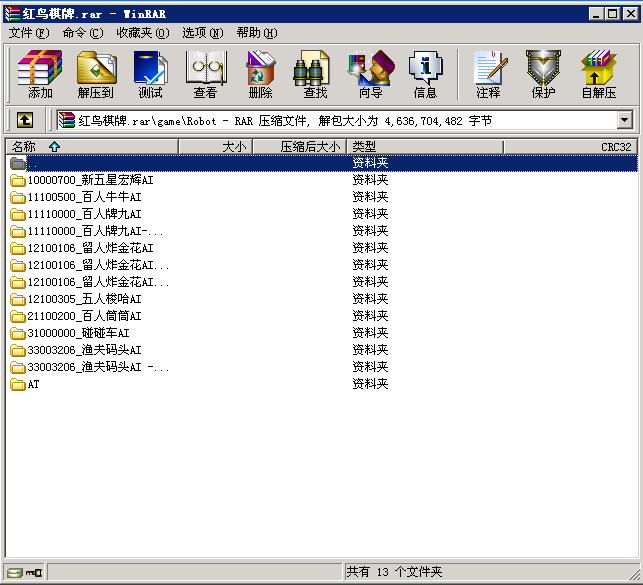 红鸟棋牌.rar - WinRAR
文件(F) 命令(C) 收藏夹(O) 选项(N) 帮助(H)
添加 解压到 测试 查看 删除 查找 向导 信息 注释 保护 自解压
红鸟棋牌.rar\game\Robot - RAR 压缩文件, 解包大小为 4,636,704,482 字节
名称 大小 压缩后大小 类型 CRC32
.. 资料夹
10000700_新五星宏辉AI 资料夹
11100500_百人牛牛AI 资料夹
11110000_百人牌九AI 资料夹
11110000_百人牌九AI-... 资料夹
12100106_留人炸金花AI 资料夹
12100106_留人炸金花AI... 资料夹
12100106_留人炸金花AI... 资料夹
12100305_五人梭哈AI 资料夹
21100200_百人筒筒AI 资料夹
31000000_碰碰车AI 资料夹
33003206_渔夫码头AI 资料夹
33003206_渔夫码头AI -... 资料夹
AT 资料夹
共有 13 个文件夹